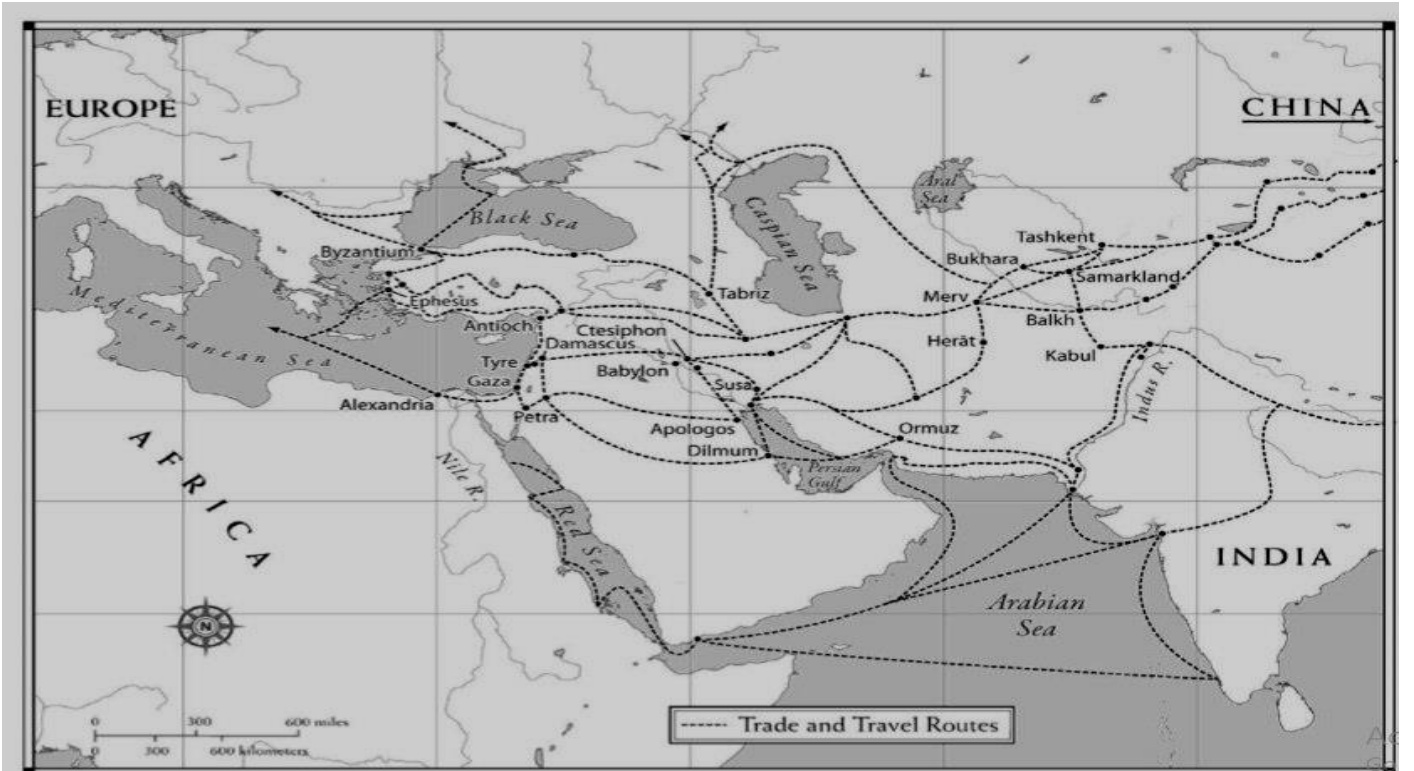 EUROPE
CHINA
Aral
Sea
Black Sea
Caspian Sea
Byzantium
Tashkent
Bukhara
Samarkland
Ephesus
Tabriz
Merv
Mediterranean Sea
Antioch
Ctesiphon
Balkh
Damascus
Herāt
Kabul
Tyre
Babylon
Gaza
Susa
Indus R.
Alexandria
Petra
Apologos
Ormuz
Dilmum
AFRICA
Nile R.
Persian
Gulf
Red Sea
INDIA
Arabian
Sea
N
0 300 600 miles
0 300 600 kilometers
Trade and Travel Routes